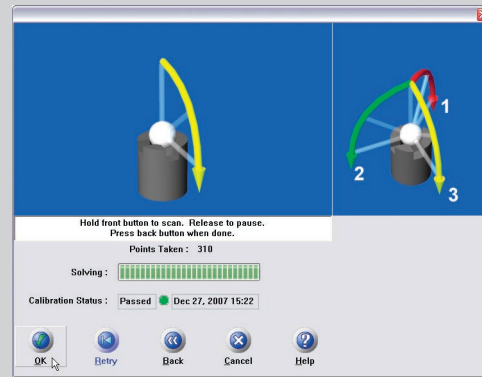 1
2
3
Hold front button to scan. Release to pause.
Press back button when done.
Points Taken : 310
Solving :
Calibration Status : Passed Dec 27, 2007 15:22
OK Retry Back Cancel Help